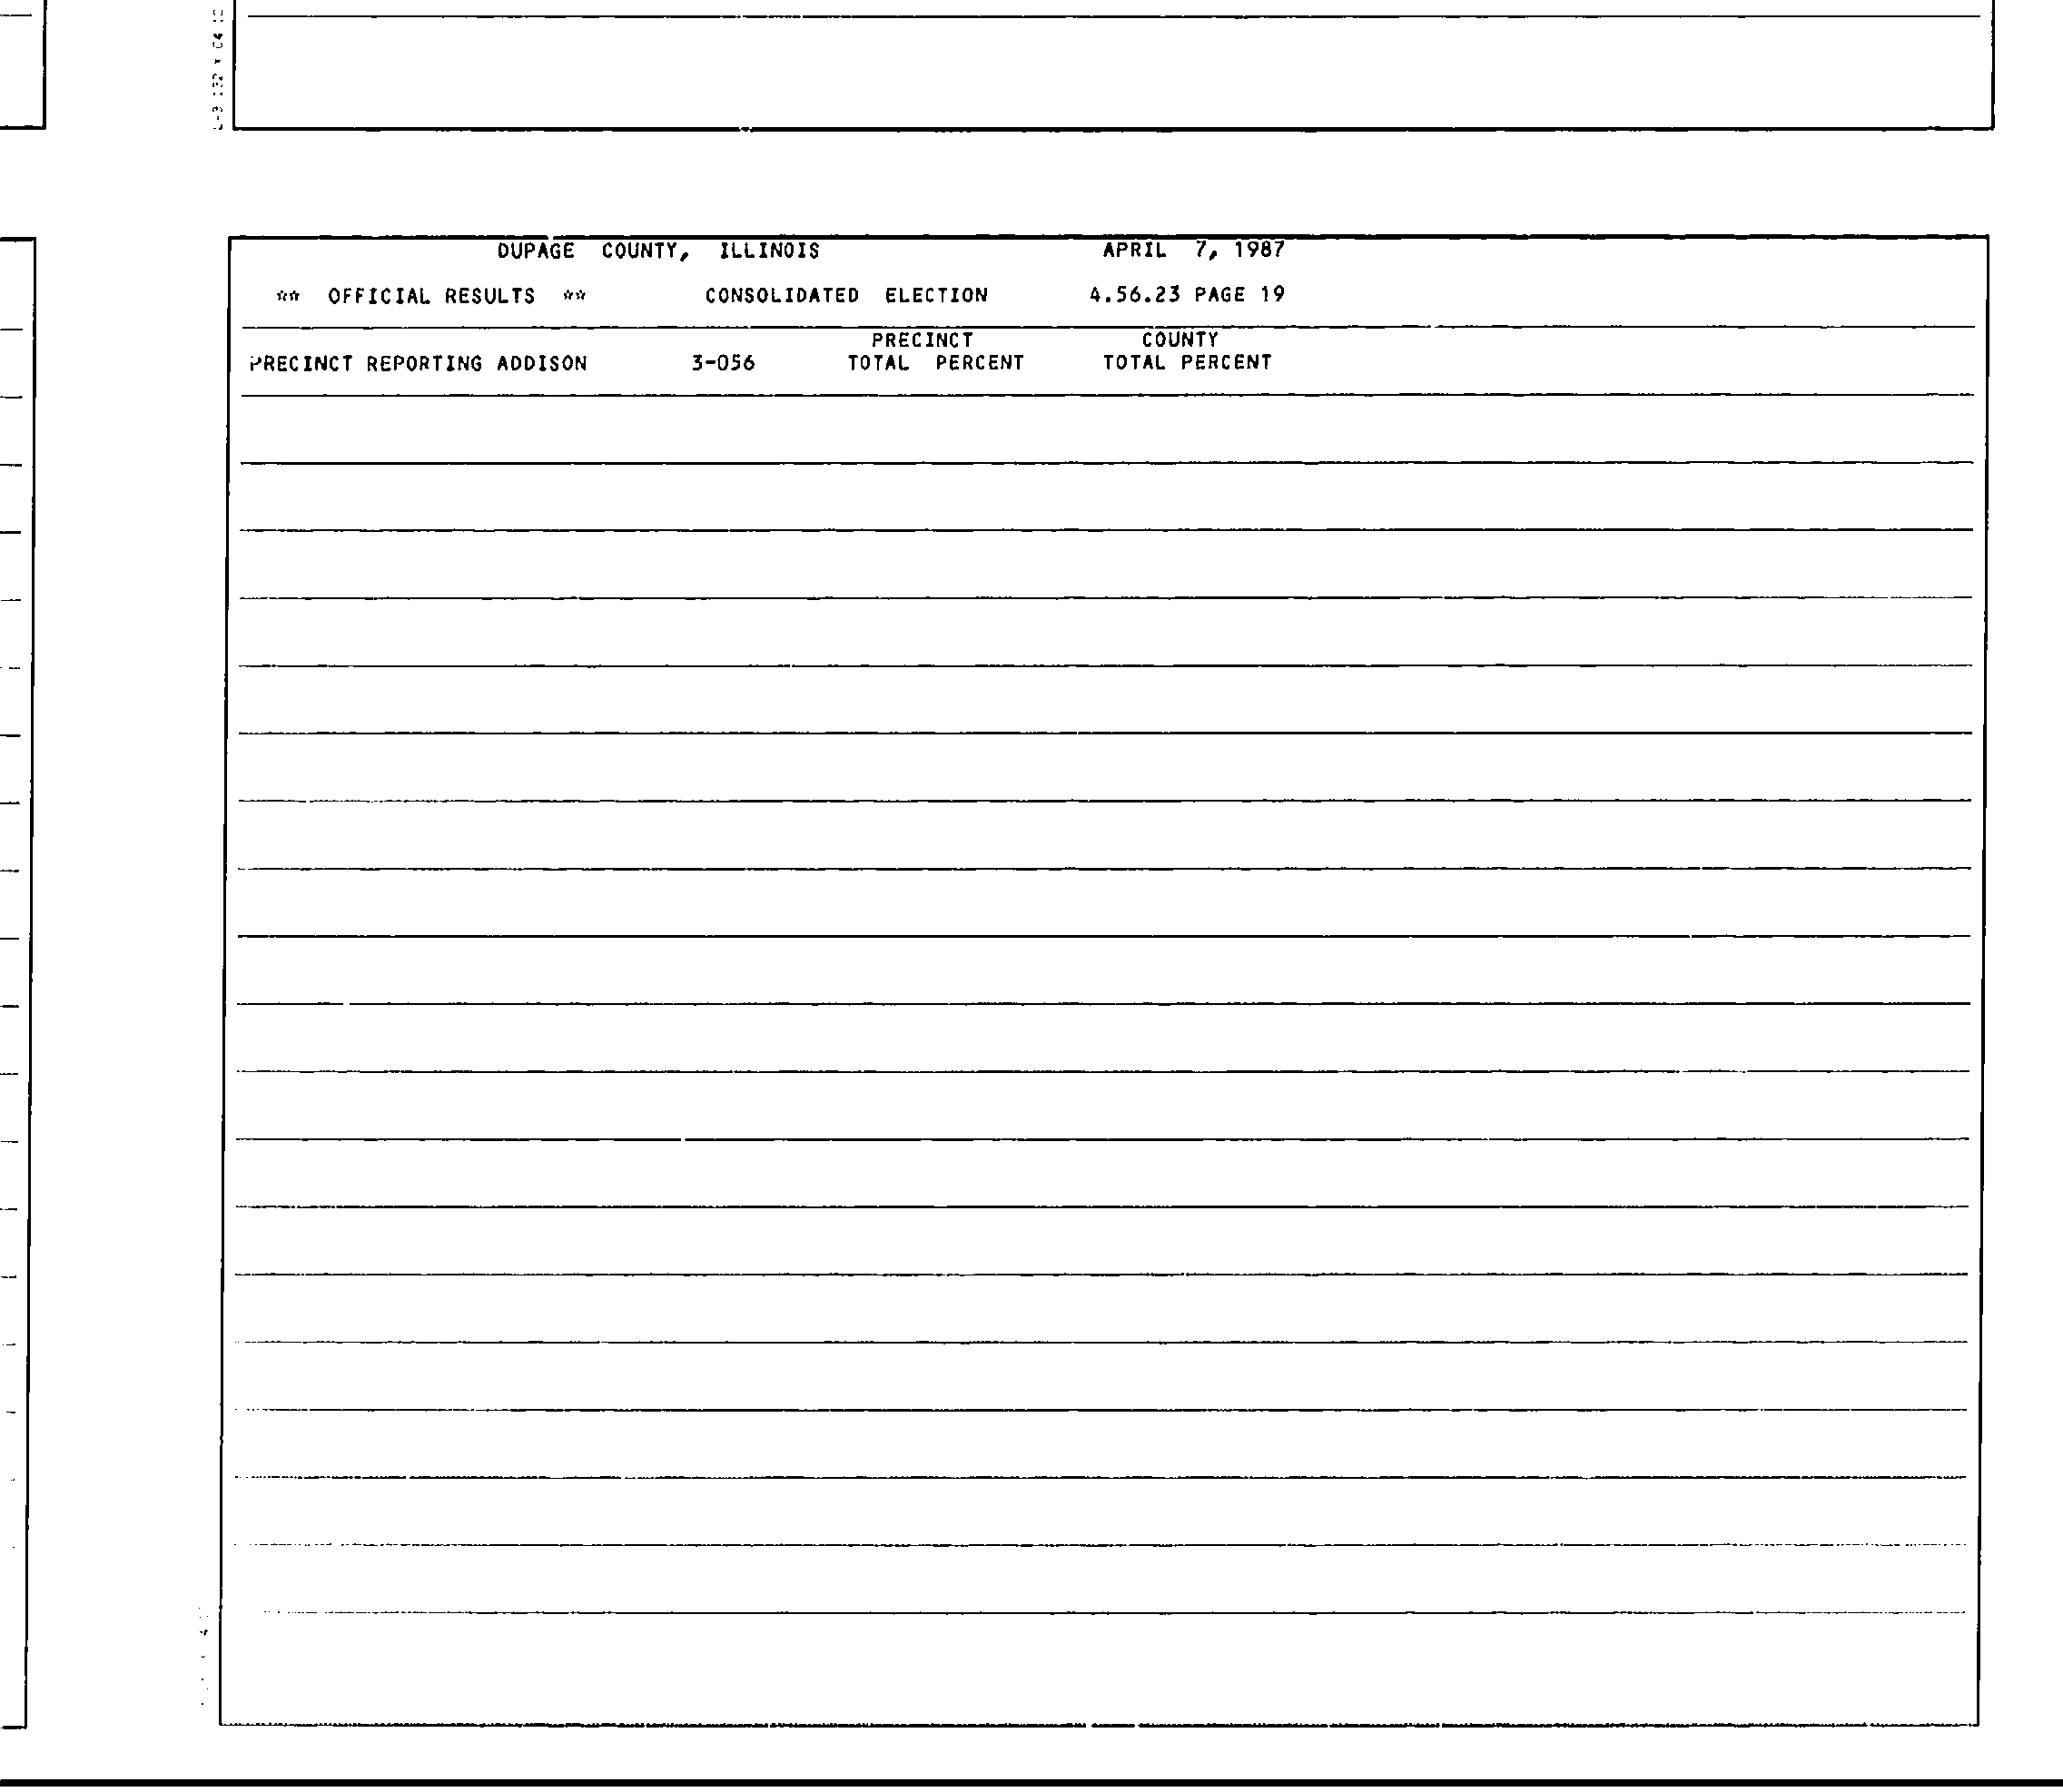 DUPAGE COUNTY, ILLINOIS APRIL 7, 1987
** OFFICIAL RESULTS ** CONSOLIDATED ELECTION 4.56.23 PAGE 19
PRECINCT COUNTY
PRECINCT REPORTING ADDISON 3-056 TOTAL PERCENT TOTAL PERCENT